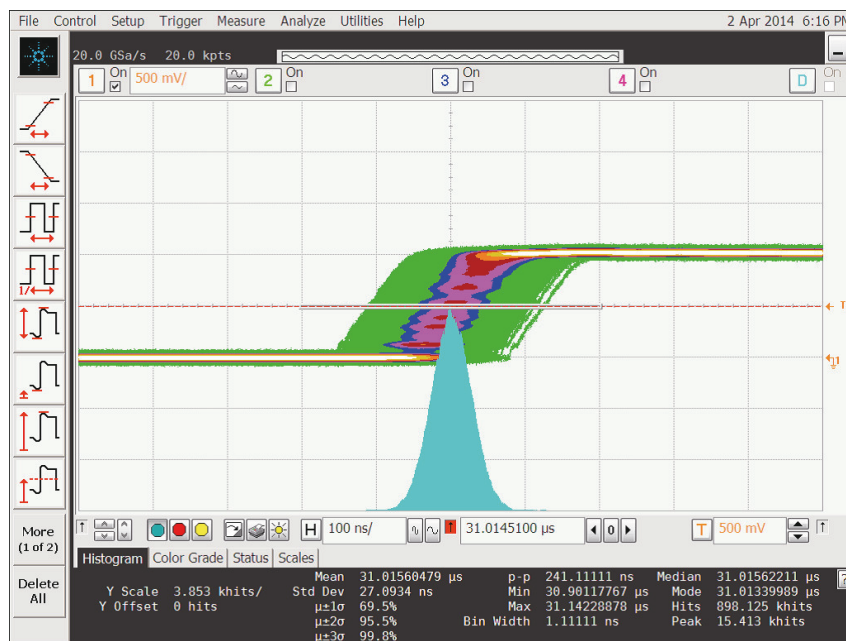 File Control Setup Trigger Measure Analyze Utilities Help 2 Apr 2014 6:16 PM
20.0 GSa/s 20.0 kpts
1 On 500 mV/ 2 On 3 On 4 On D On
T
1
1/
More
(1 of 2)
Delete
All
H 100 ns/ 31.0145100 µs 0 T 500 mV
Histogram Color Grade Status Scales
Mean 31.01560479 µs p-p 241.11111 ns Median 31.01562211 µs
Y Scale 3.853 khits/ Std Dev 27.0934 ns Min 30.90117767 µs Mode 31.01339989 µs
Y Offset 0 hits µ±1σ 69.5% Max 31.14228878 µs Hits 898.125 khits
µ±2σ 95.5% Bin Width 1.11111 ns Peak 15.413 khits
µ±3σ 99.8%
?